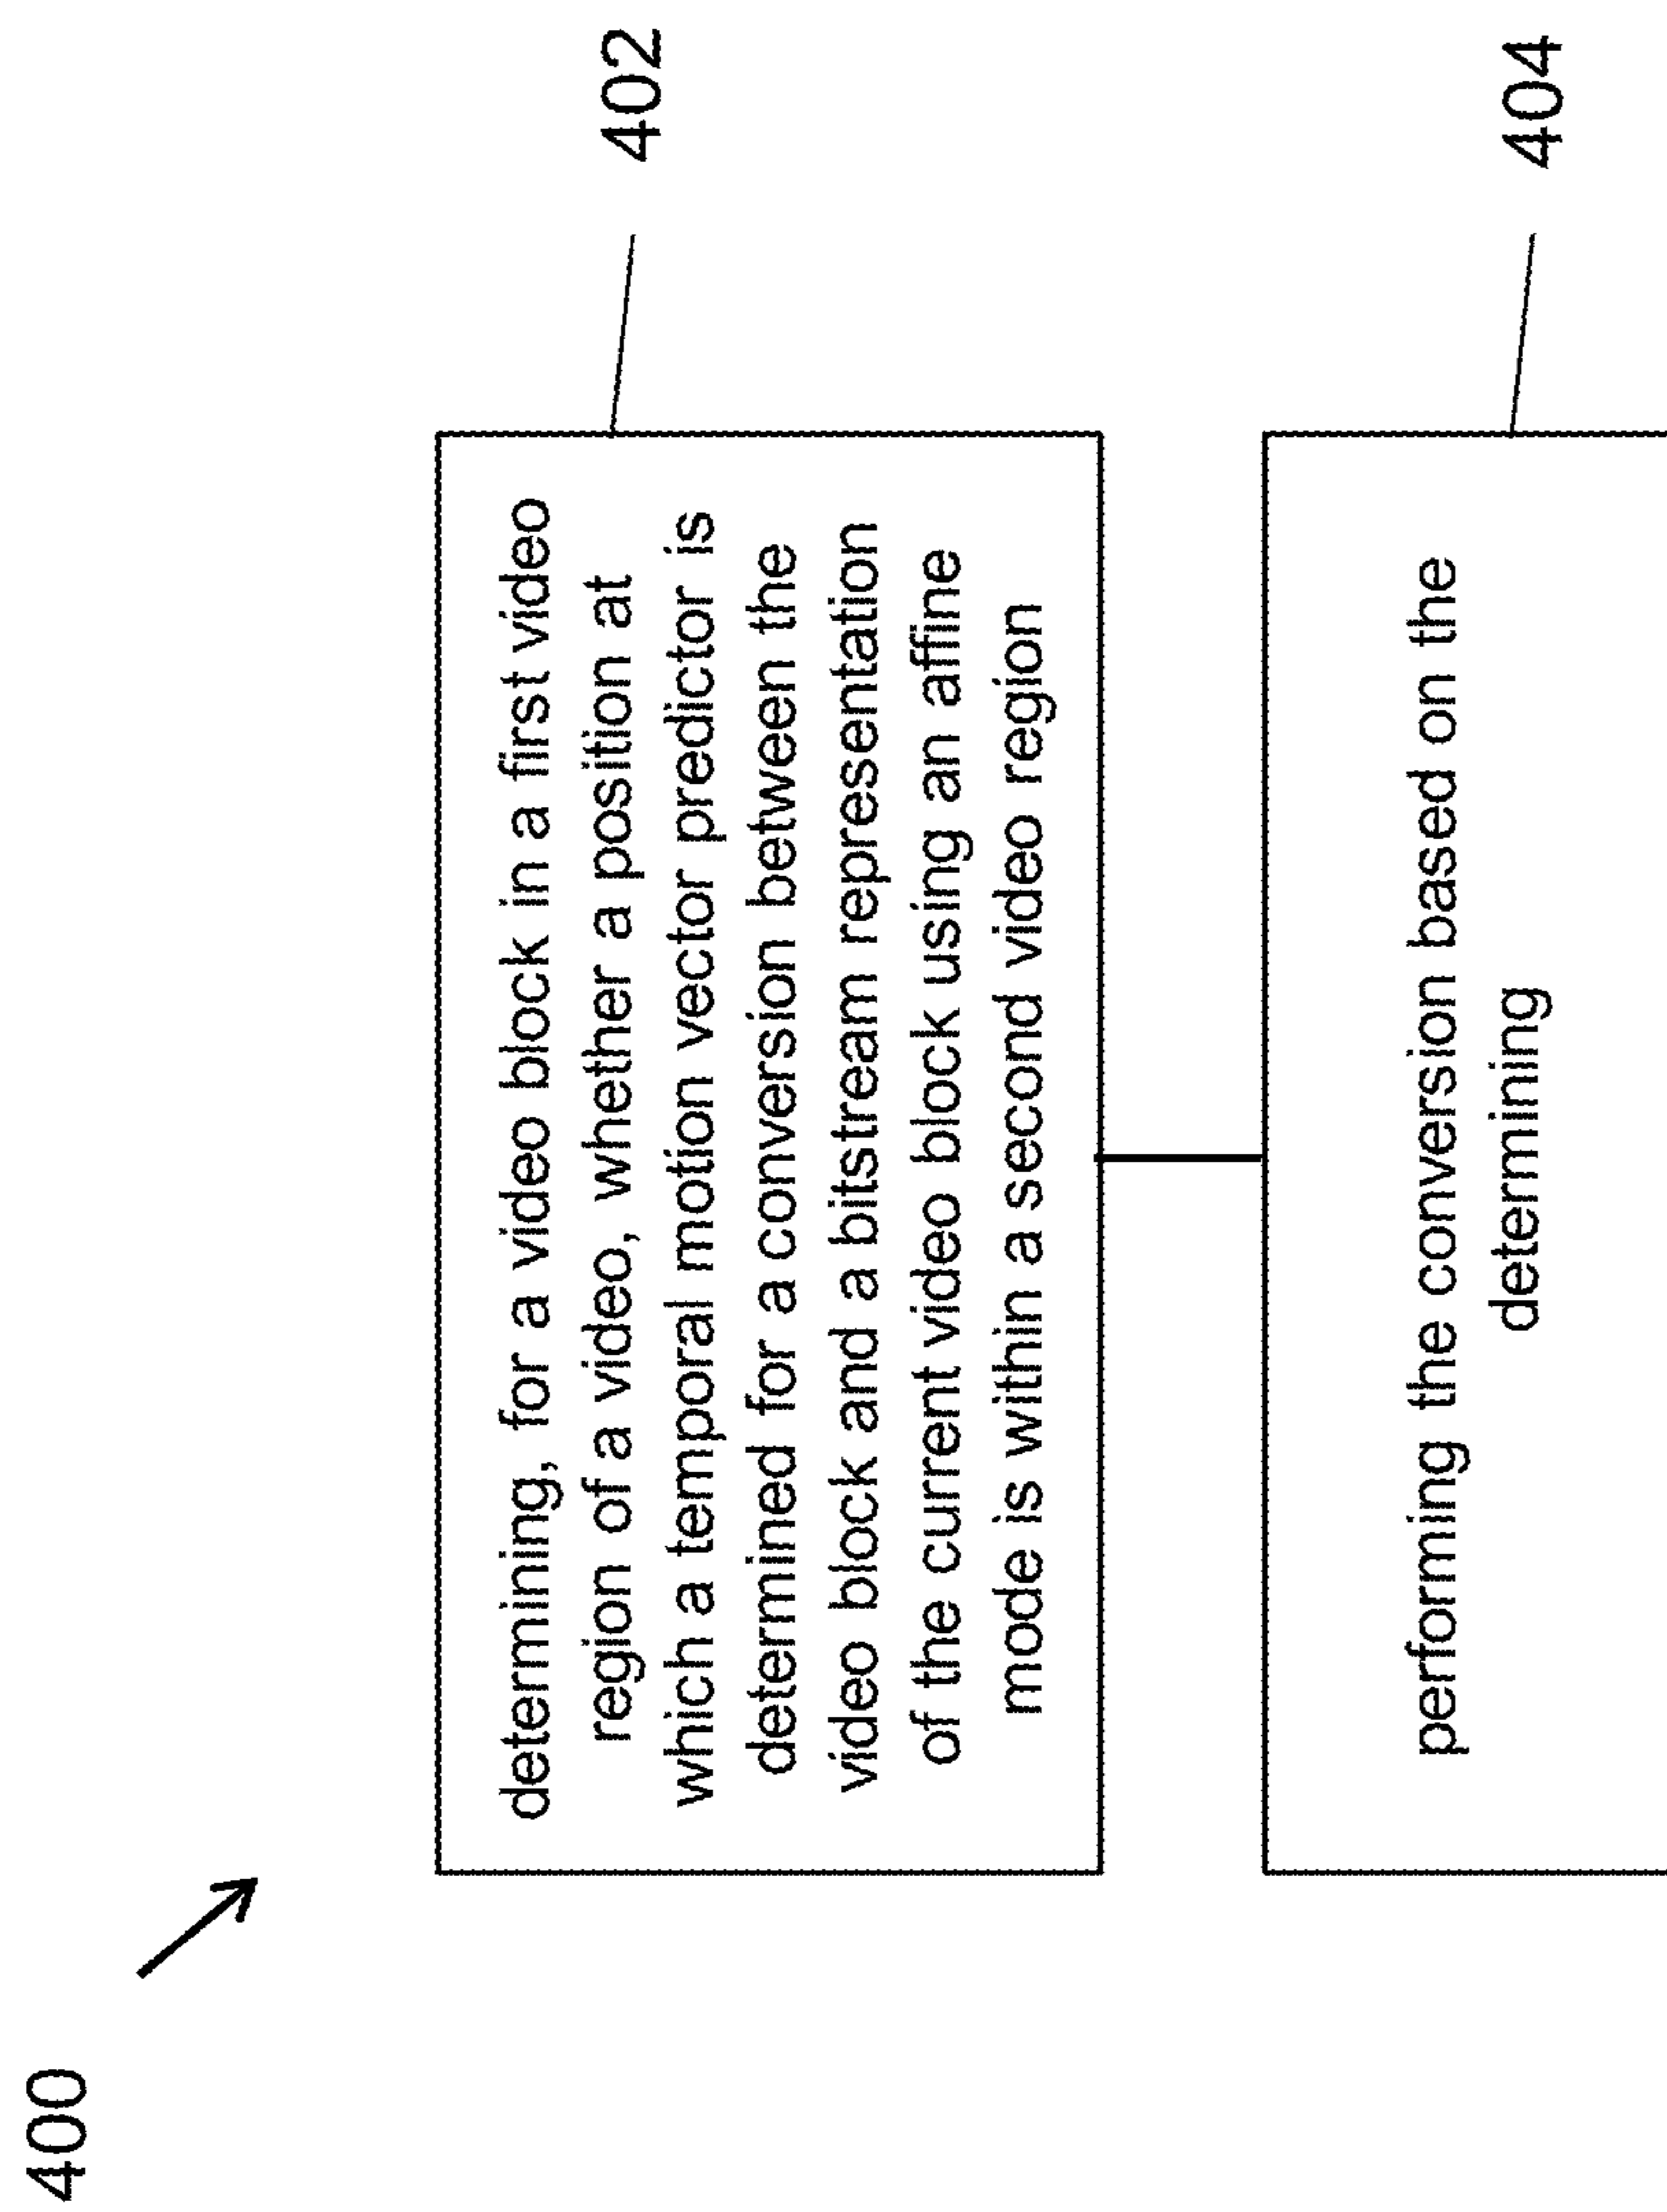 400
determining, for a video block in a first video
region of a video, whether a position at
which a temporal motion vector predictor is
determined for a conversion between the
video block and a bitstream representation
of the current video block using an affine
mode is within a second video region
402
performing the conversion based on the
determining
404